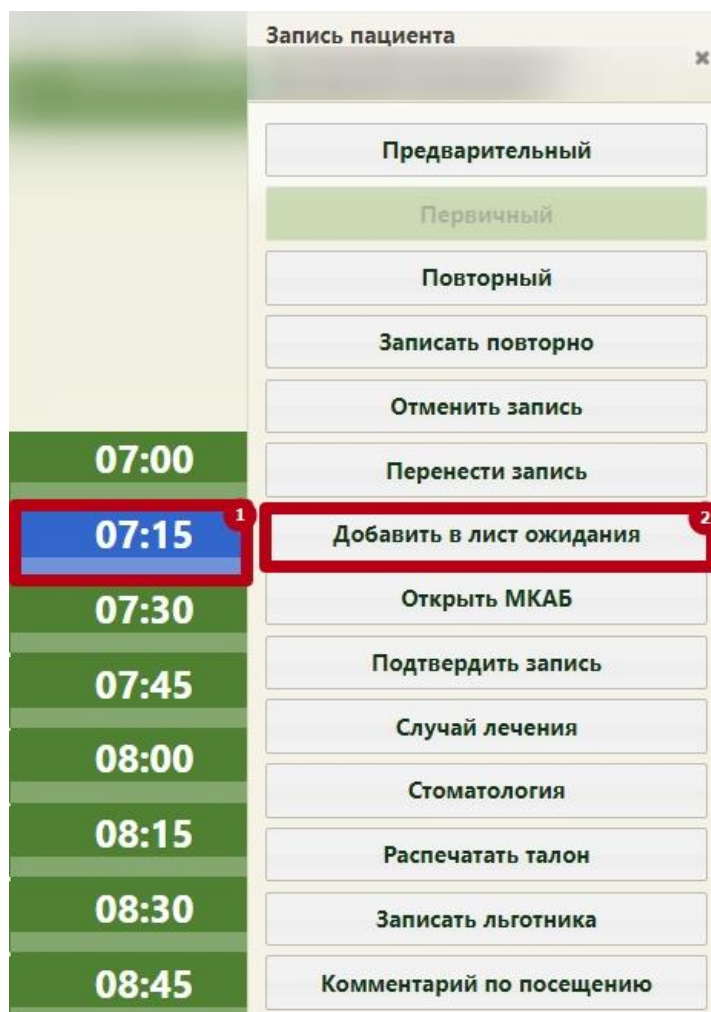 Запись пациента
Предварительный
Первичный
Повторный
Записать повторно
Отменить запись
07:00
Перенести запись
07:15
1
Добавить в лист ожидания
2
07:30
Открыть МКАБ
07:45
Подтвердить запись
08:00
Случай лечения
Стоматология
08:15
Распечатать талон
08:30
Записать льготника
08:45
Комментарий по посещению